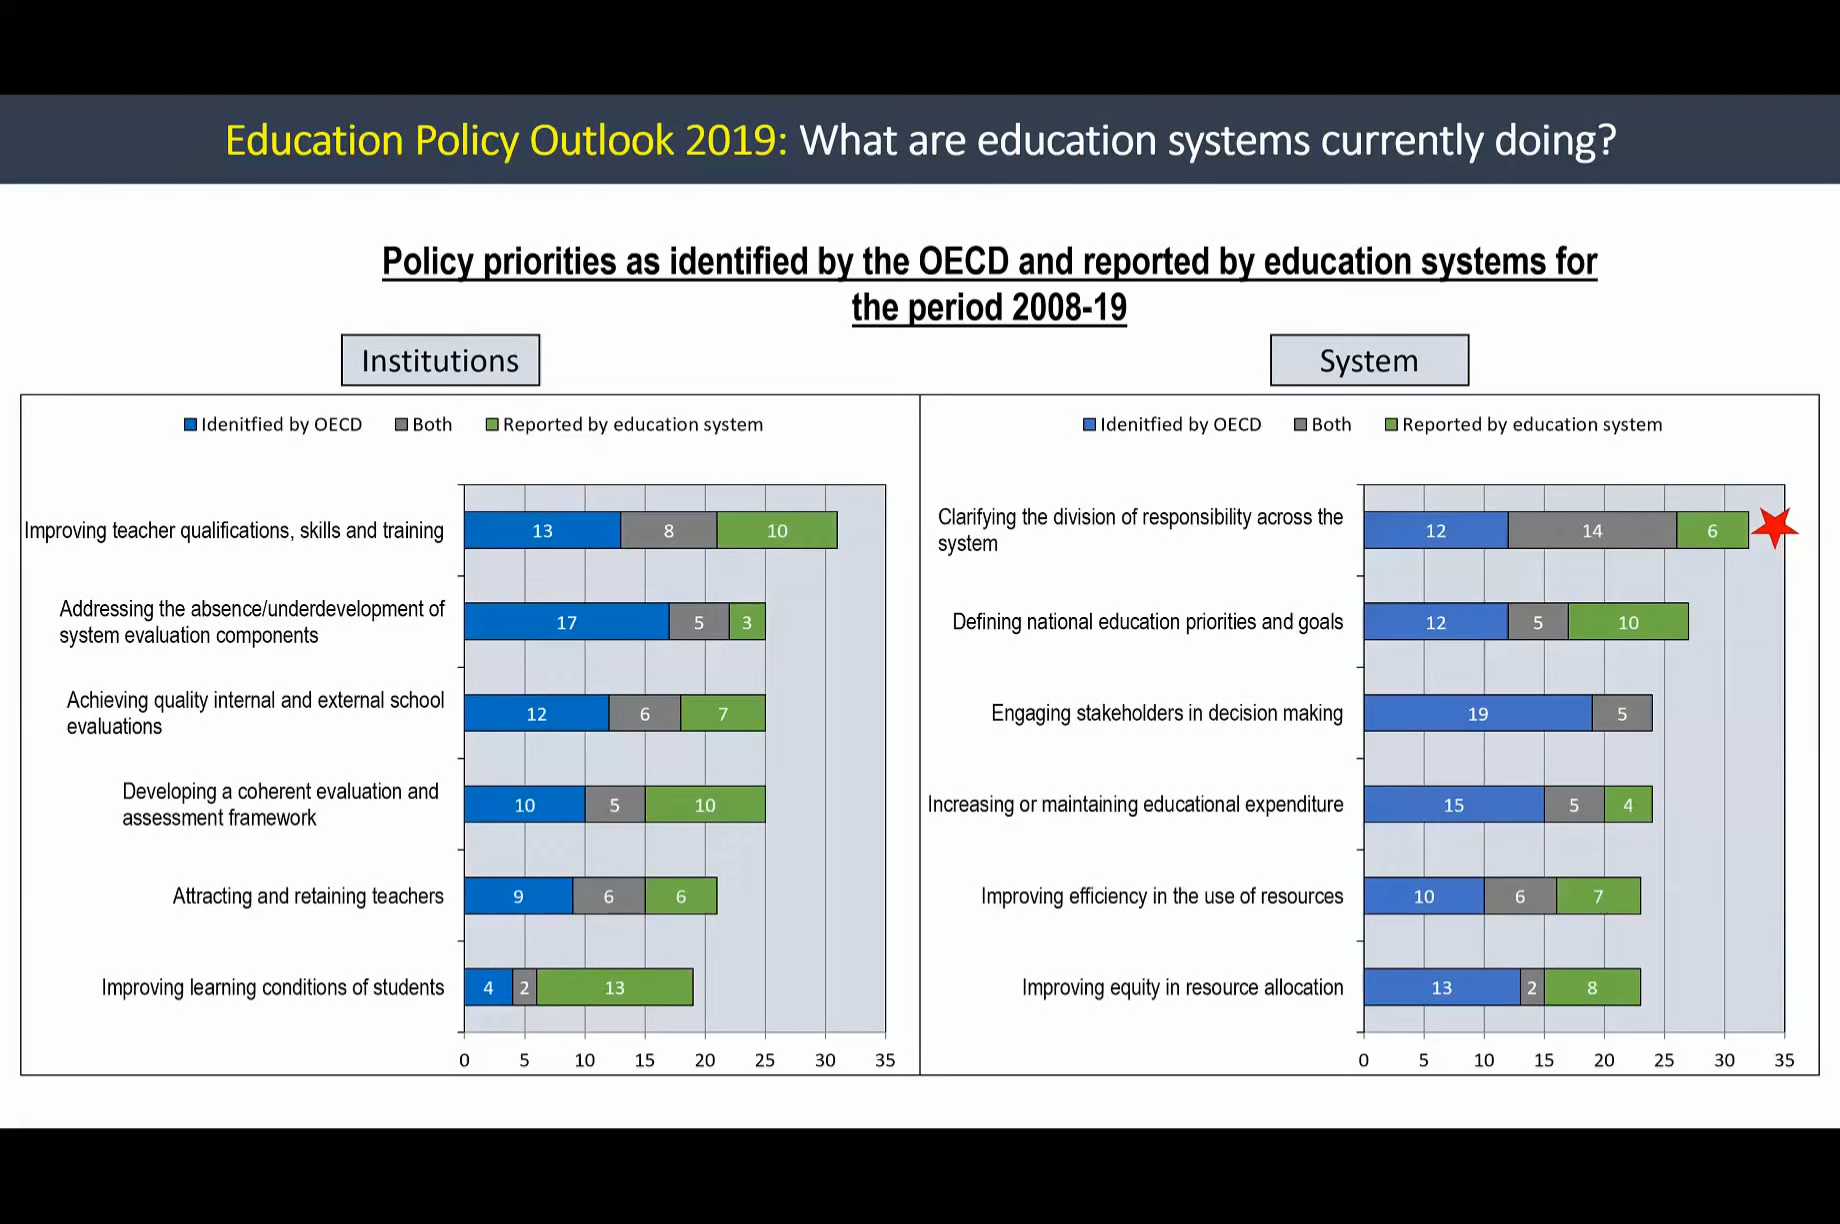 Education Policy Outlook 2019: What are education systems currently doing?
Policy priorities as identified by the OECD and reported by education systems for
the period 2008-19
Institutions
Idenitfied by OECD
Both
Reported by education system
Improving teacher qualifications, skills and training
13
8
10
Addressing the absence/underdevelopment of
system evaluation components
17
5
3
Achieving quality internal and external school
evaluations
12
6
7
Developing a coherent evaluation and
assessment framework
10
5
10
Attracting and retaining teachers
9
6
6
Improving learning conditions of students
4
2
13
0 5 10 15 20 25 30 35
System
Idenitfied by OECD
Both
Reported by education system
Clarifying the division of responsibility across the
system
12
14
6
Defining national education priorities and goals
12
5
10
Engaging stakeholders in decision making
19
5
Increasing or maintaining educational expenditure
15
5
4
Improving efficiency in the use of resources
10
6
7
Improving equity in resource allocation
13
2
8
0 5 10 15 20 25 30 35